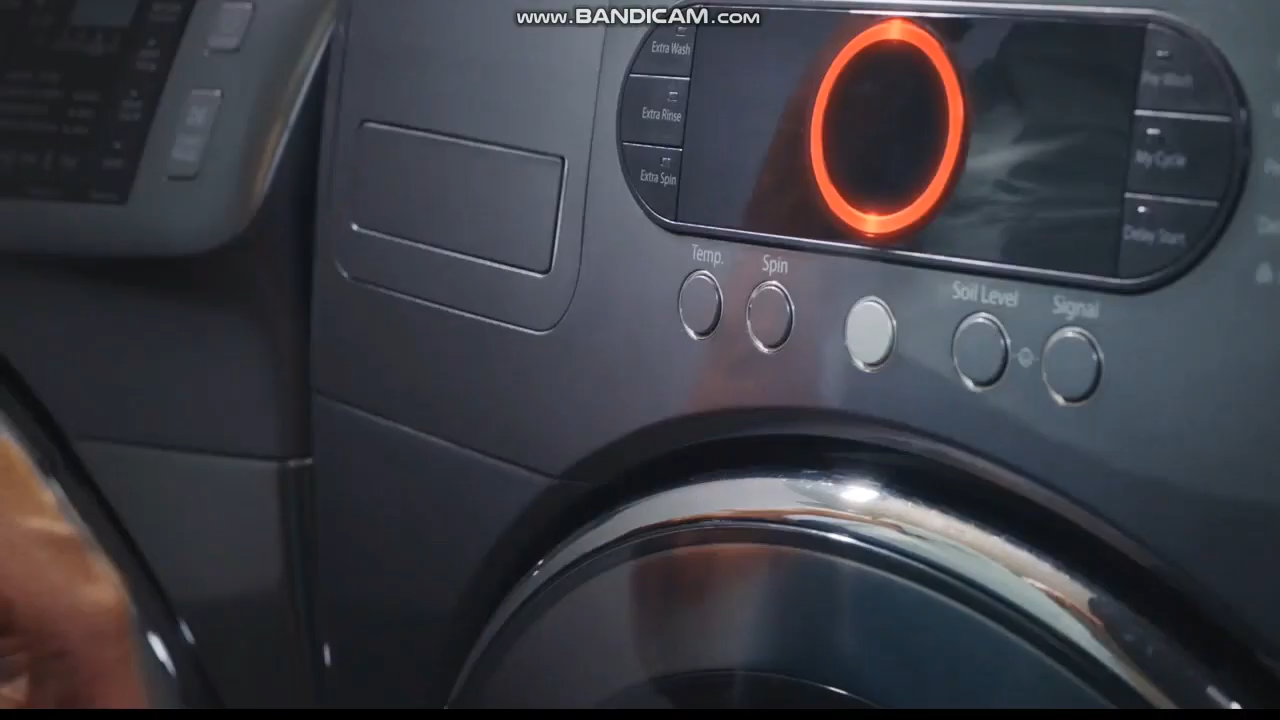 www.BANDICAM.com
Extra Wash
Extra Rinse
Extra Spin
My Cycle
Delay Start
Temp.
Spin
Soil Level
Signal